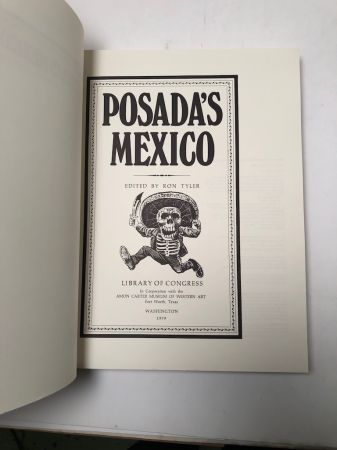 POSADA'S
MEXICO
EDITED BY RON TYLER
LIBRARY OF CONGRESS
In Cooperation with the
AMON CARTER MUSEUM OF WESTERN ART
Fort Worth, Texas
WASHINGTON
1979